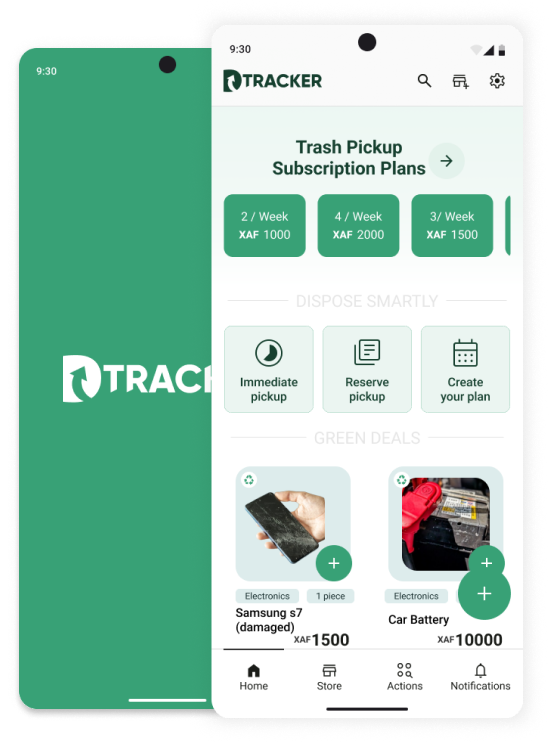 9:30
DTRACKER
9:30
DTRACKER
Trash Pickup
Subscription Plans
2 / Week
XAF 1000
4 / Week
XAF 2000
3/ Week
XAF 1500
DISPOSE SMARTLY
Immediate
pickup
Reserve
pickup
Create
your plan
GREEN DEALS
Electronics
1 piece
Samsung s7
(damaged)
XAF1500
Electronics
Car Battery
XAF10000
Home
Store
Actions
Notifications